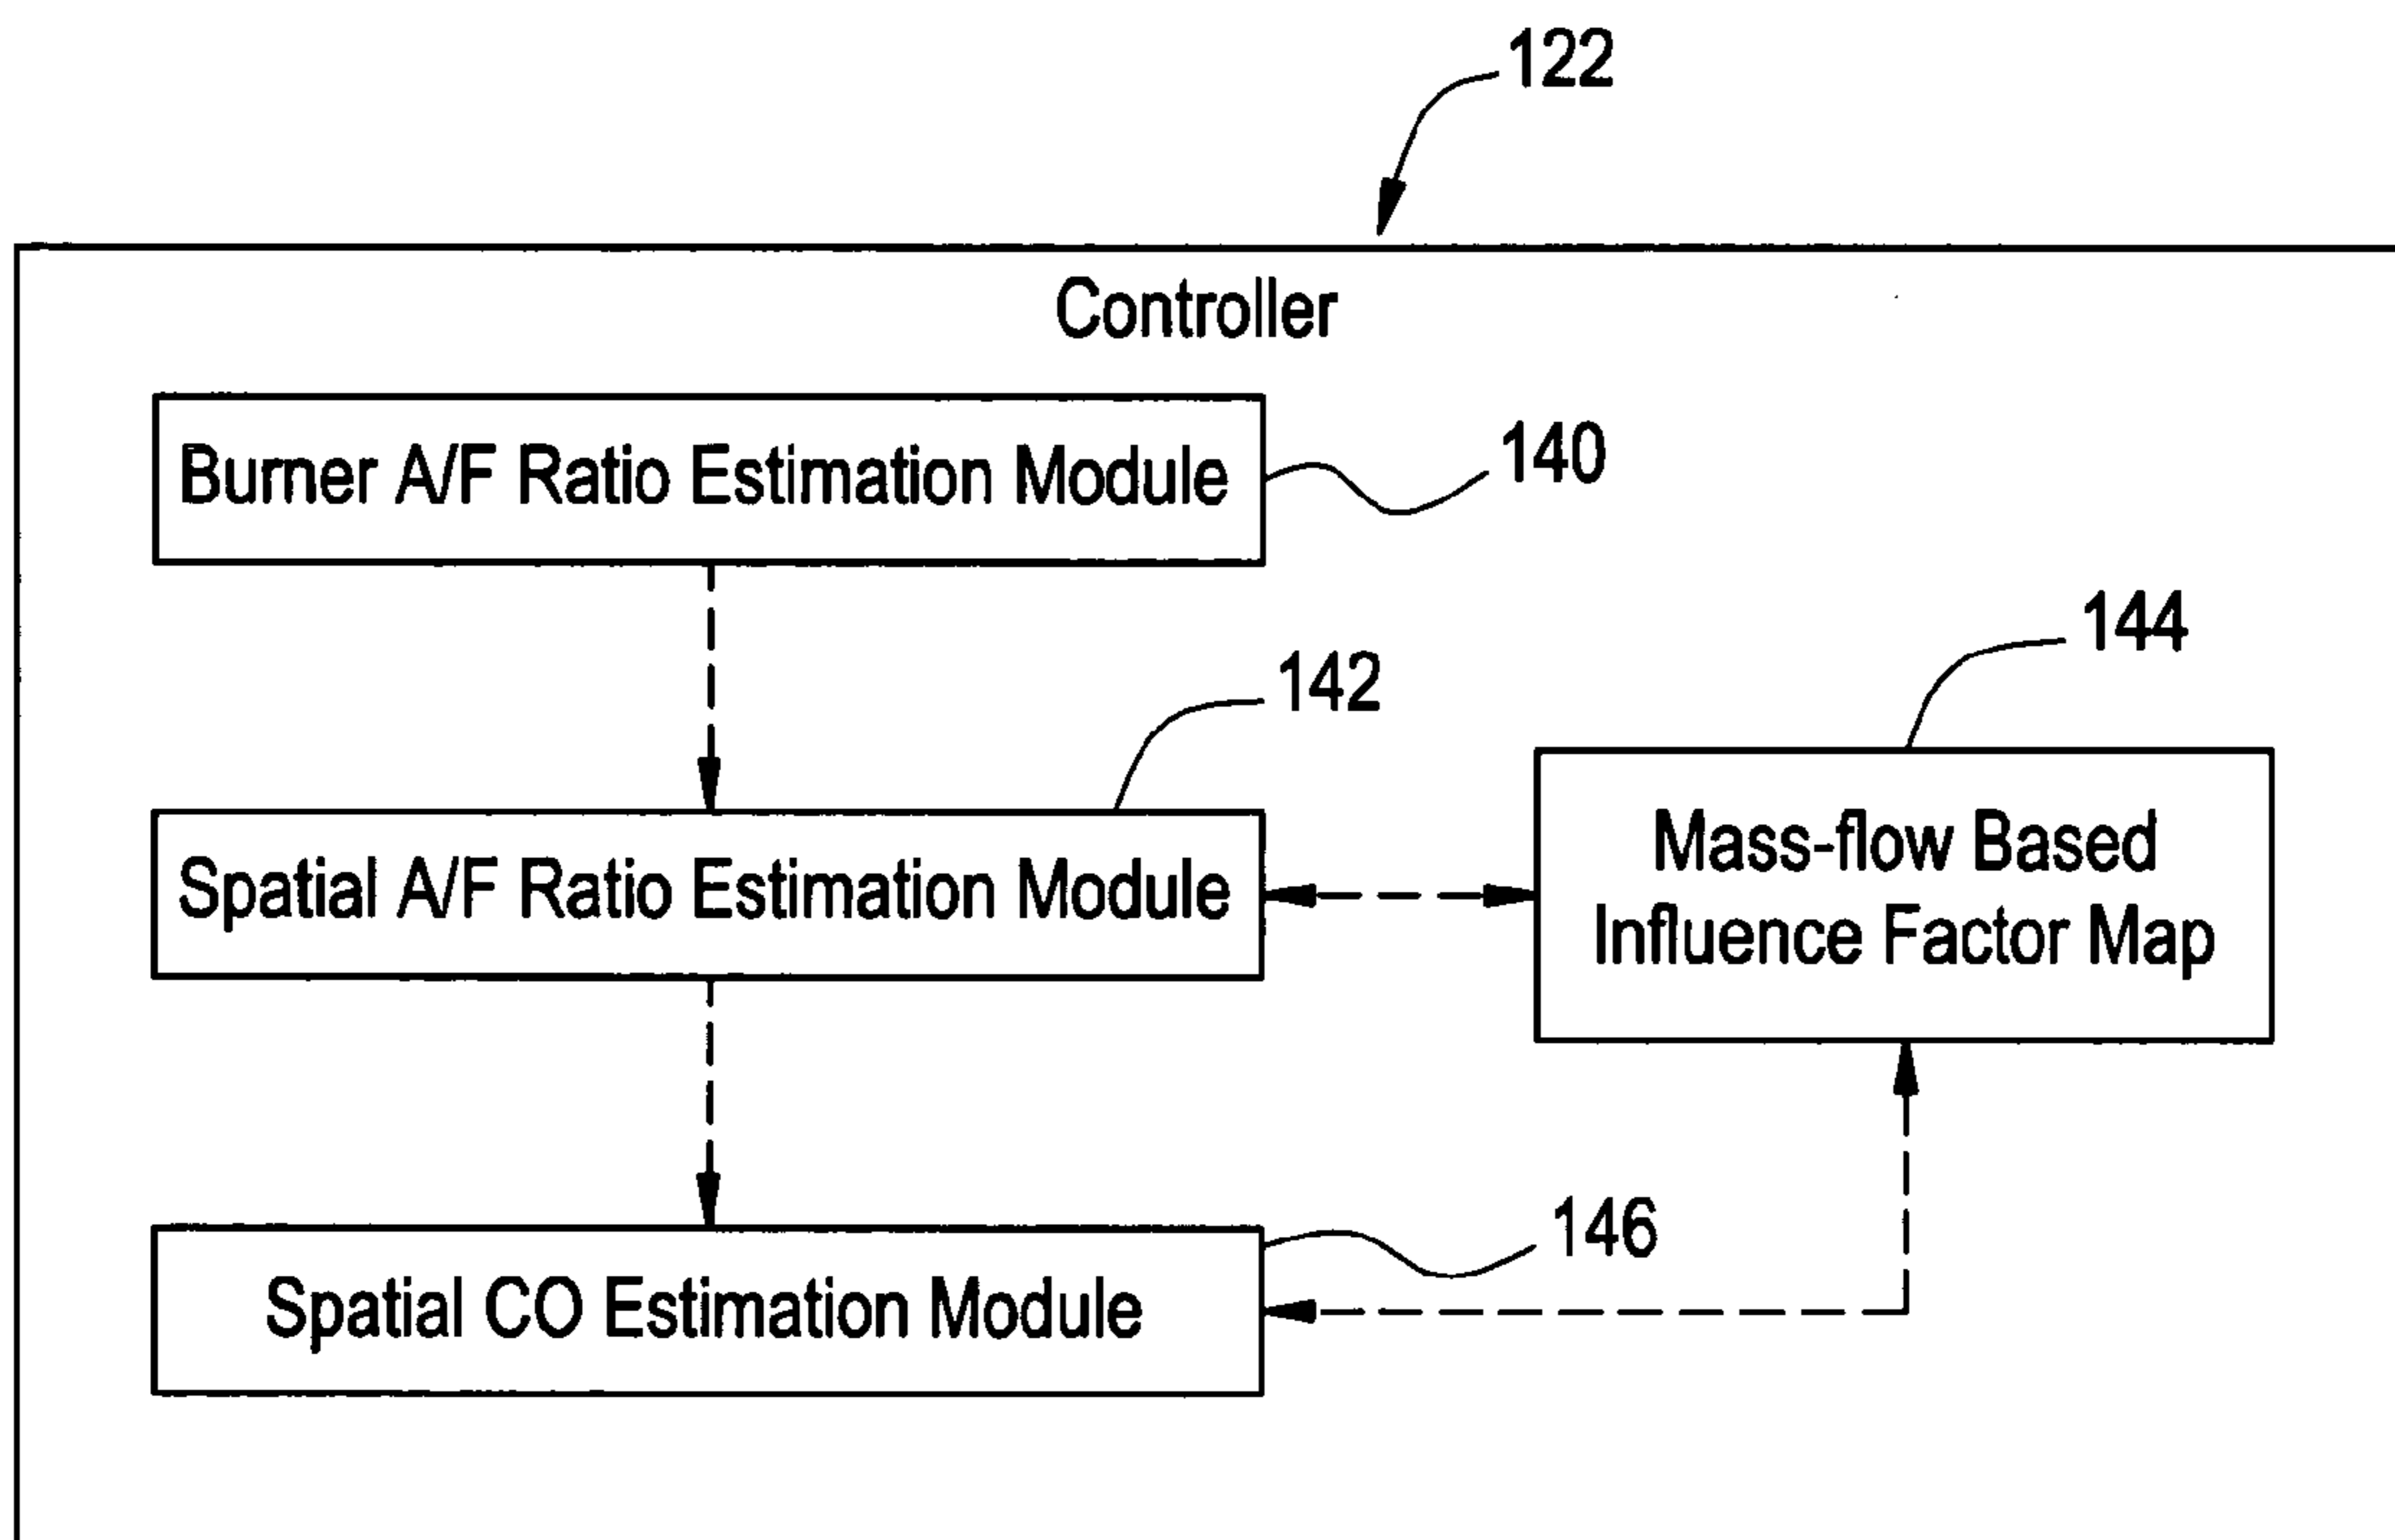 122
Controller
Burner A/F Ratio Estimation Module
140
144
142
Spatial A/F Ratio Estimation Module
Mass-flow Based
Influence Factor Map
146
Spatial CO Estimation Module